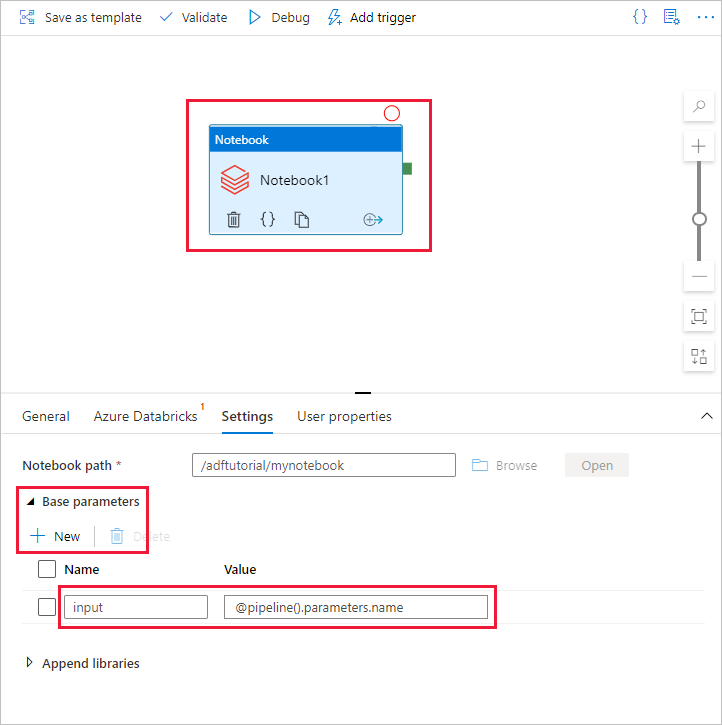 Save as template Validate Debug Add trigger {} ...
Notebook
Notebook1
{}
General Azure Databricks 1 Settings User properties
Notebook path * /adftutorial/mynotebook Browse Open
Base parameters
New Delete
Name Value
input @pipeline().parameters.name
Append libraries